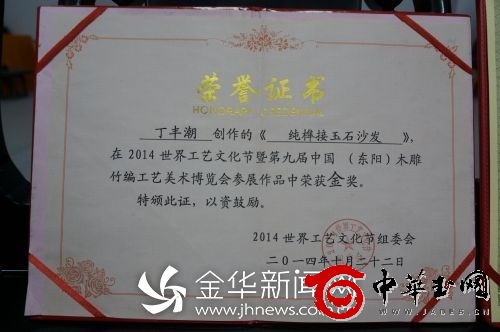 荣誉证书
HONORARY CREDENTIAL
丁丰潮 创作的《 纯榫接玉石沙发 》,
在2014世界工艺文化节暨第九届中国（东阳）木雕
竹编工艺美术博览会参展作品中荣获金奖。
特颁此证，以资鼓励。
2014世界工艺文化节组委会
二〇一四年十月二十二日
金华新闻网
www.jhnews.com.cn
中华玉网
WWW.JADES.CN